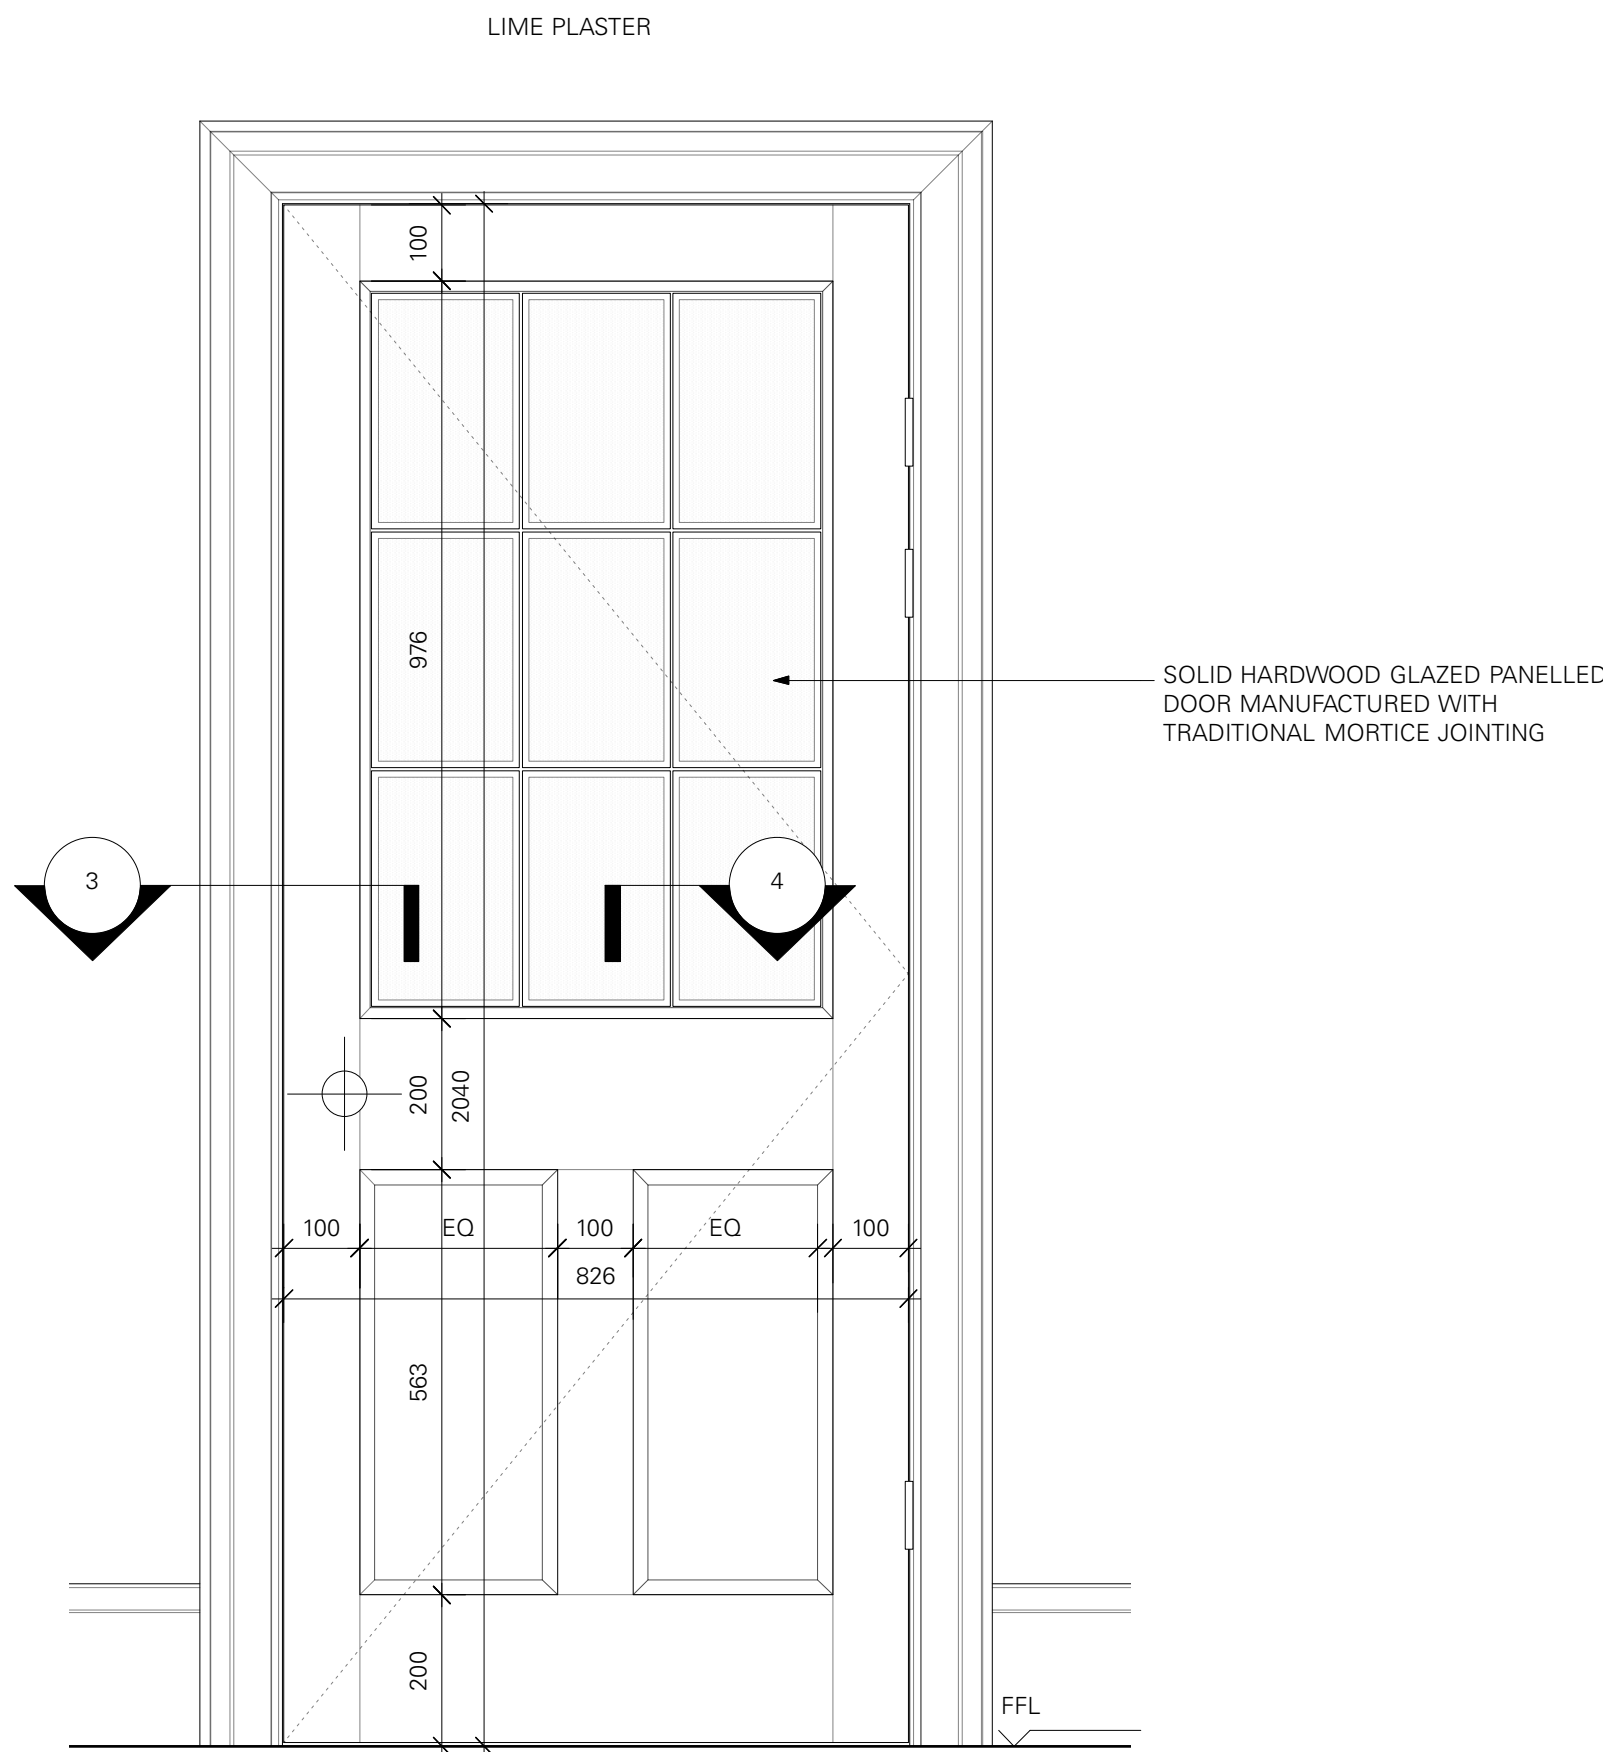 LIME PLASTER
100
976
SOLID HARDWOOD GLAZED PANELLED
DOOR MANUFACTURED WITH
TRADITIONAL MORTICE JOINTING
3
4
200
2040
100
EQ
100
EQ
100
826
563
200
FFL